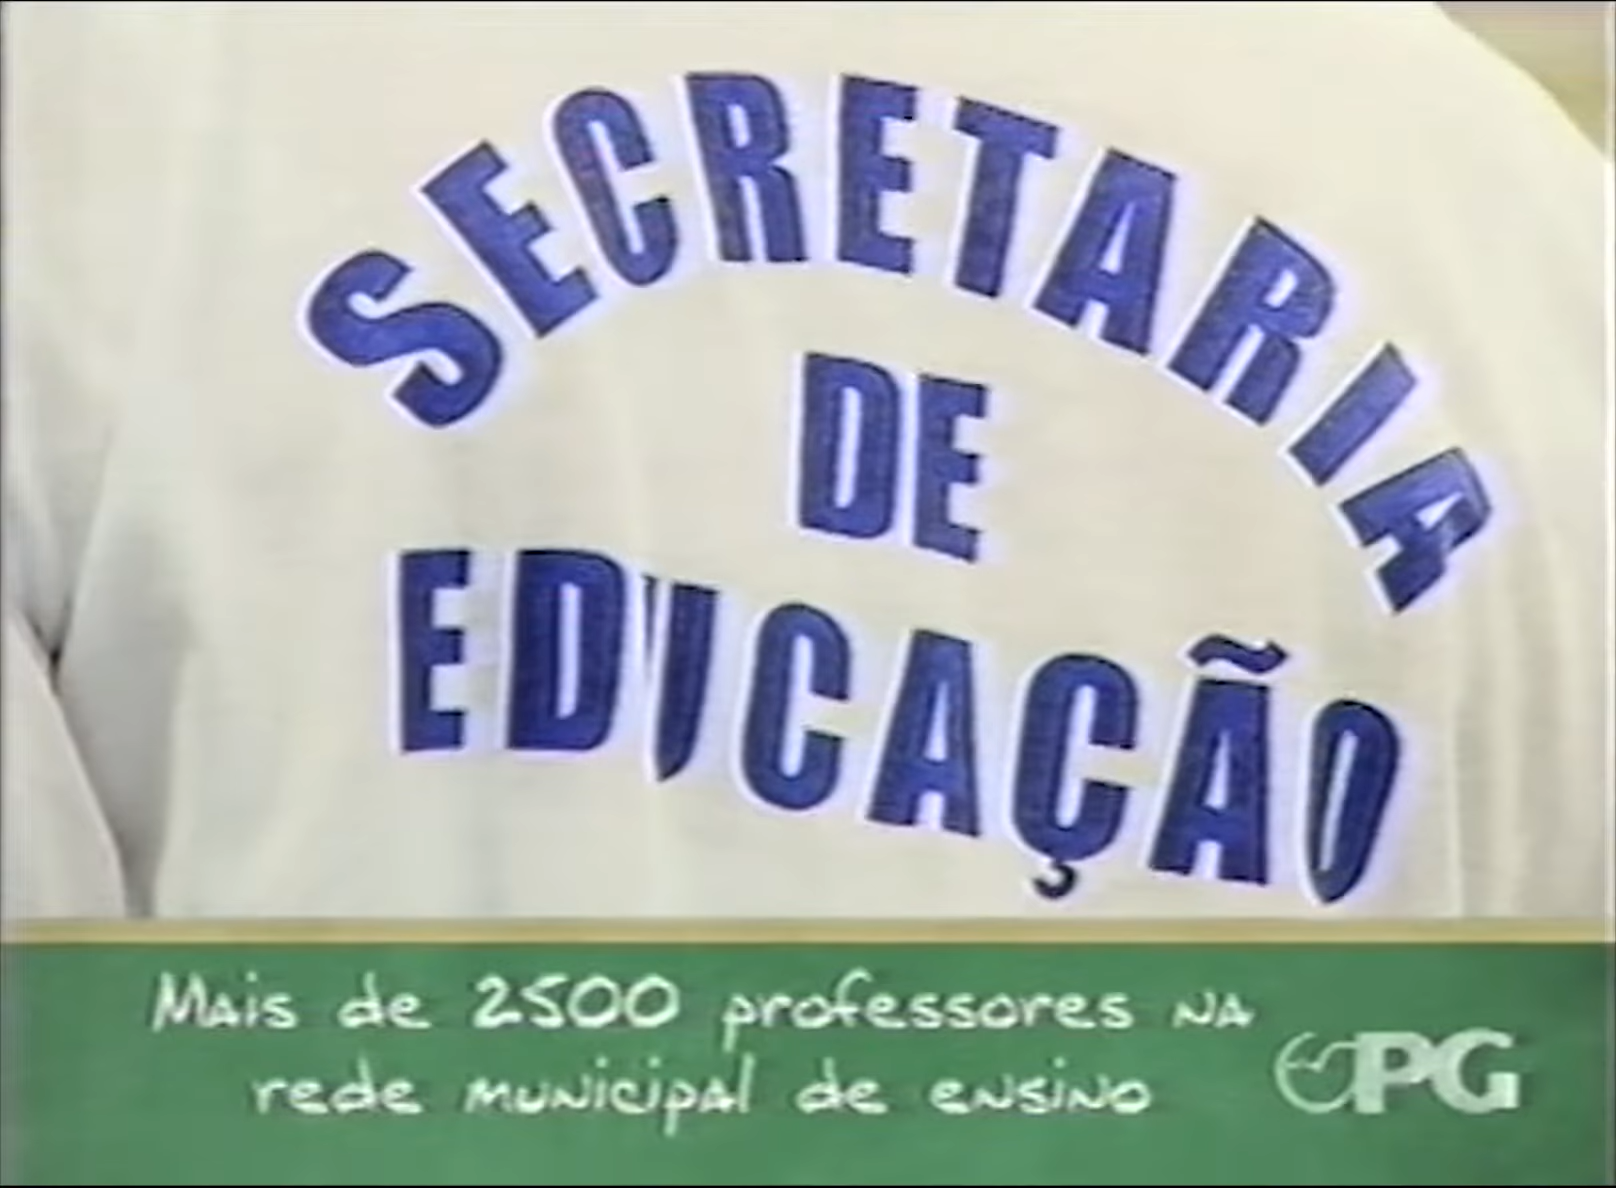 SECRETARIA
DE
EDUCAÇÃO
Mais de 2500 professores na
rede municipal de ensino
PG